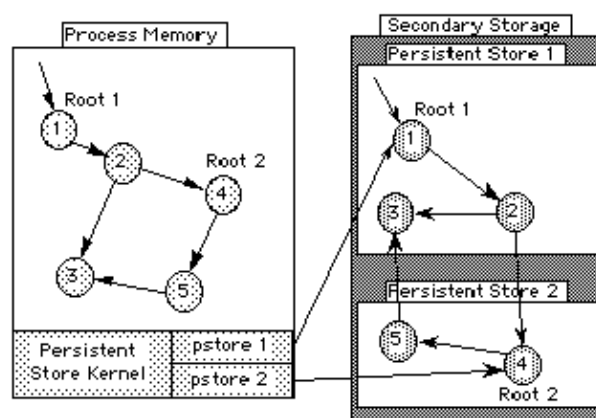 Process Memory
Root 1
1
2
Root 2
4
3
5
Persistent
Store Kernel
pstore 1
pstore 2
Secondary Storage
Persistent Store 1
Root 1
1
3
2
Persistent Store 2
5
4
Root 2